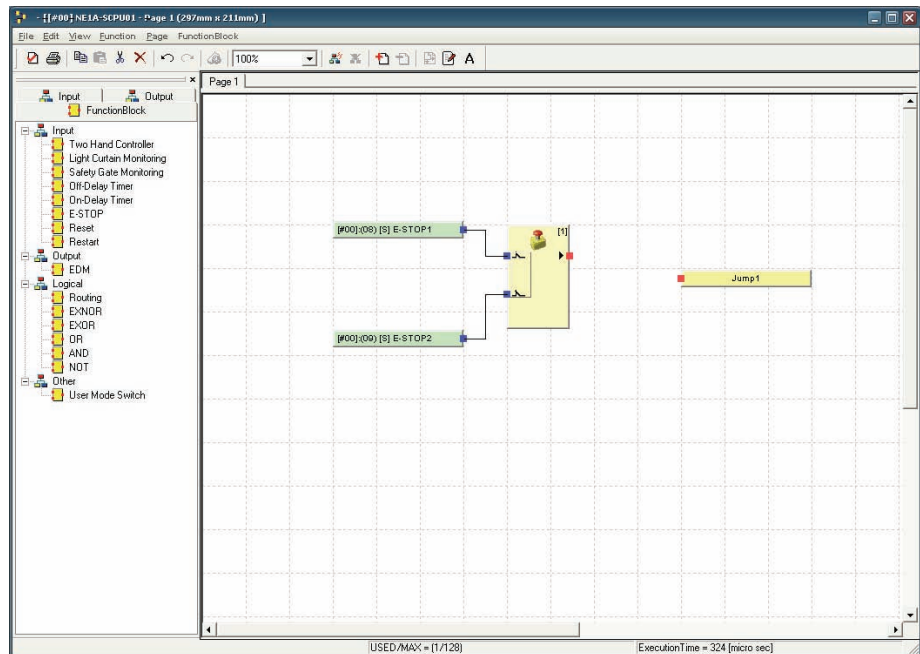 - [[#00] NE1A-SCPU01 - Page 1 (297mm x 211mm) ]
File Edit View Function Page FunctionBlock
100%
A
Page 1
Input
Output
FunctionBlock
Input
Two Hand Controller
Light Curtain Monitoring
Safety Gate Monitoring
Off-Delay Timer
On-Delay Timer
E-STOP
Reset
Restart
Output
EDM
Logical
Routing
EXNOR
EXOR
OR
AND
NOT
Other
User Mode Switch
[#00]:(08) [S] E-STOP1
[1]
Jump1
[#00]:(09) [S] E-STOP2
USED/MAX = (1/128)
ExecutionTime = 324 [micro sec]